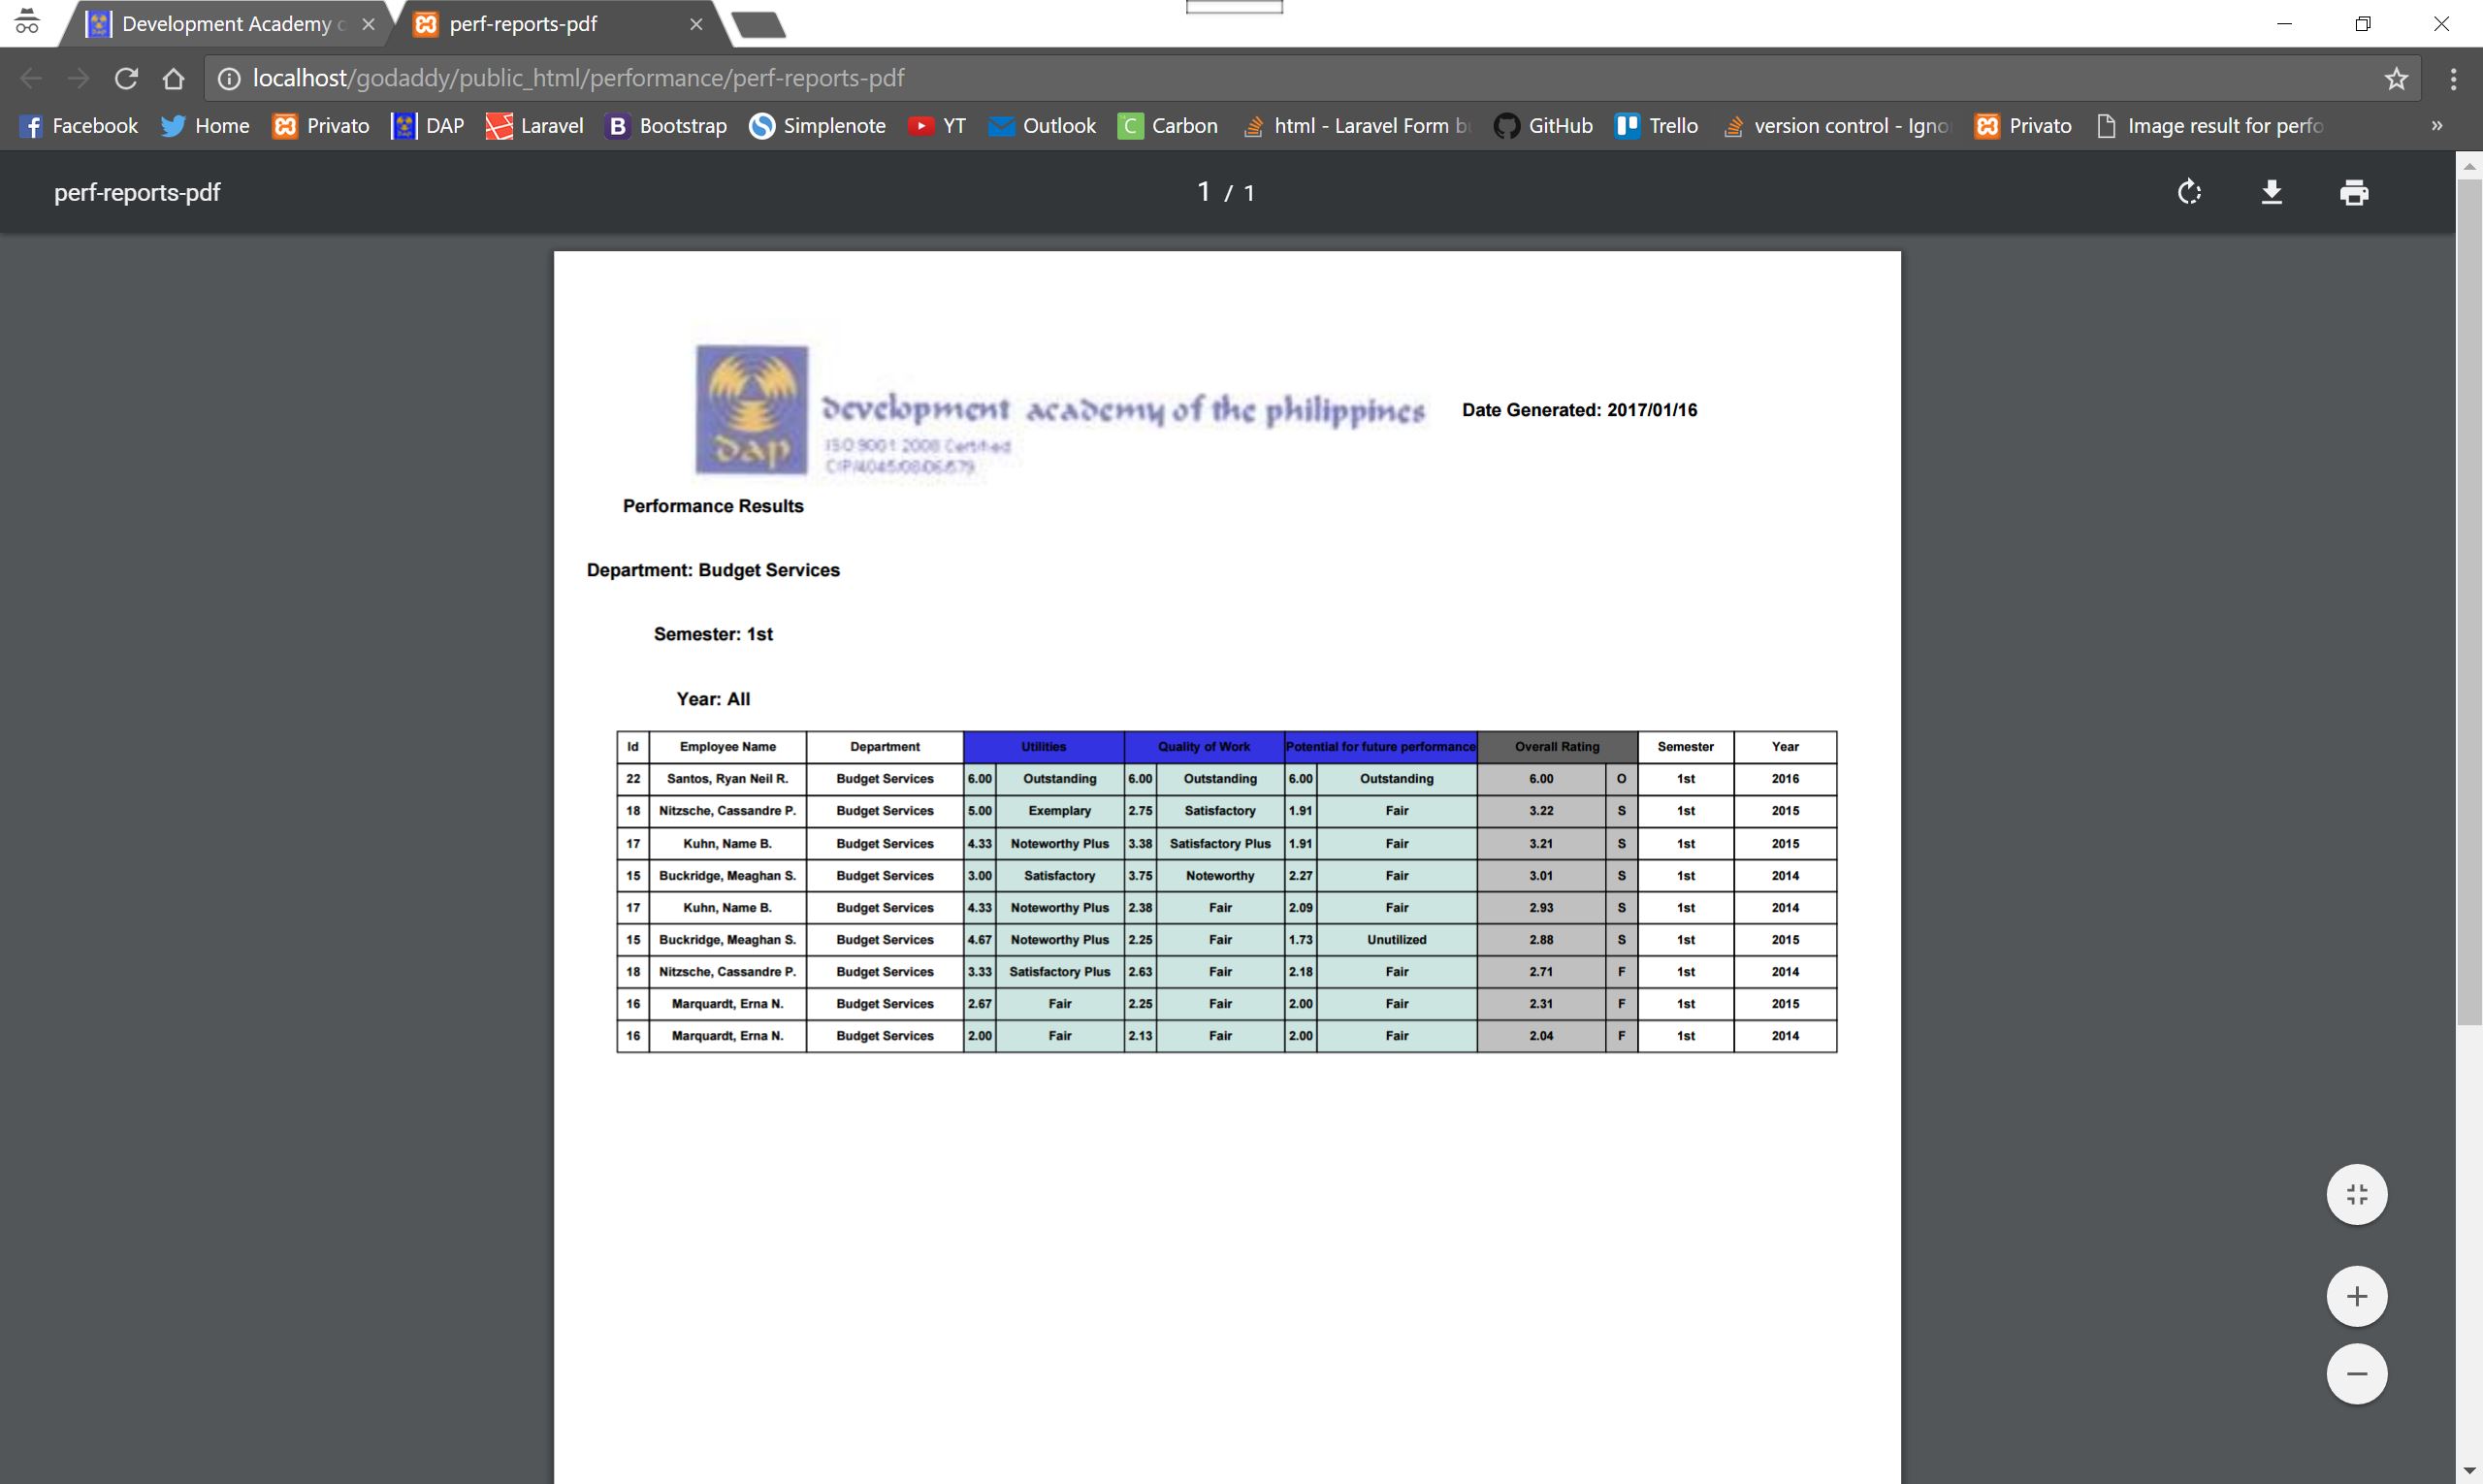 Development Academy o
perf-reports-pdf
localhost/godaddy/public_html/performance/perf-reports-pdf
Facebook Home Privato DAP Laravel Bootstrap Simplenote YT Outlook Carbon html - Laravel Form bu GitHub Trello version control - Igno Privato Image result for perfo »
perf-reports-pdf 1 / 1
dap
development academy of the philippines
Date Generated: 2017/01/16
ISO 9001:2008 Certified
Performance Results
Department: Budget Services
Semester: 1st
Year: All
Id Employee Name Department Utilities Quality of Work Potential for future performance Overall Rating Semester Year
22 Santos, Ryan Neil R. Budget Services 6.00 Outstanding 6.00 Outstanding 6.00 Outstanding 6.00 O 1st 2016
18 Nitzsche, Cassandre P. Budget Services 5.00 Exemplary 2.75 Satisfactory 1.91 Fair 3.22 S 1st 2015
17 Kuhn, Name B. Budget Services 4.33 Noteworthy Plus 3.38 Satisfactory Plus 1.91 Fair 3.21 S 1st 2015
15 Buckridge, Meaghan S. Budget Services 3.00 Satisfactory 3.75 Noteworthy 2.27 Fair 3.01 S 1st 2014
17 Kuhn, Name B. Budget Services 4.33 Noteworthy Plus 2.38 Fair 2.09 Fair 2.93 S 1st 2014
15 Buckridge, Meaghan S. Budget Services 4.67 Noteworthy Plus 2.25 Fair 1.73 Unutilized 2.88 S 1st 2015
18 Nitzsche, Cassandre P. Budget Services 3.33 Satisfactory Plus 2.63 Fair 2.18 Fair 2.71 F 1st 2014
16 Marquardt, Erna N. Budget Services 2.67 Fair 2.25 Fair 2.00 Fair 2.31 F 1st 2015
16 Marquardt, Erna N. Budget Services 2.00 Fair 2.13 Fair 2.00 Fair 2.04 F 1st 2014